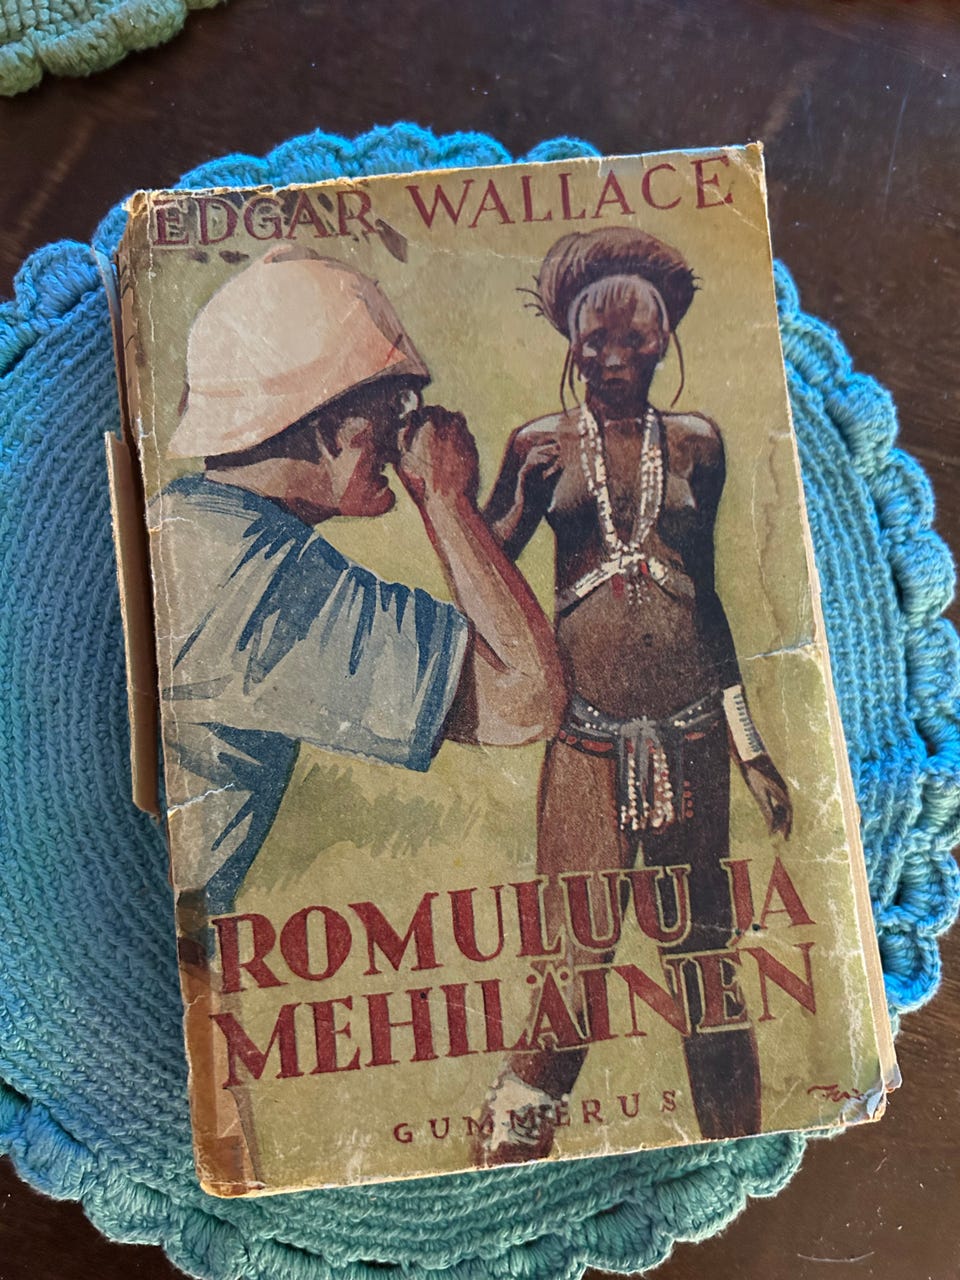 EDGAR WALLACE
ROMULUU JA
MEHILÄINEN
GUMMERUS